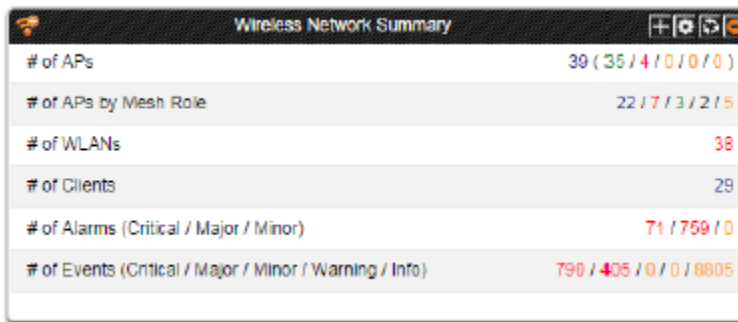 Wireless Network Summary
# of APs 39 ( 35 / 4 / 0 / 0 / 0 )
# of APs by Mesh Role 22 / 7 / 3 / 2 / 5
# of WLANs 38
# of Clients 29
# of Alarms (Critical / Major / Minor) 71 / 759 / 0
# of Events (Critical / Major / Minor / Warning / Info) 790 / 405 / 0 / 0 / 8805